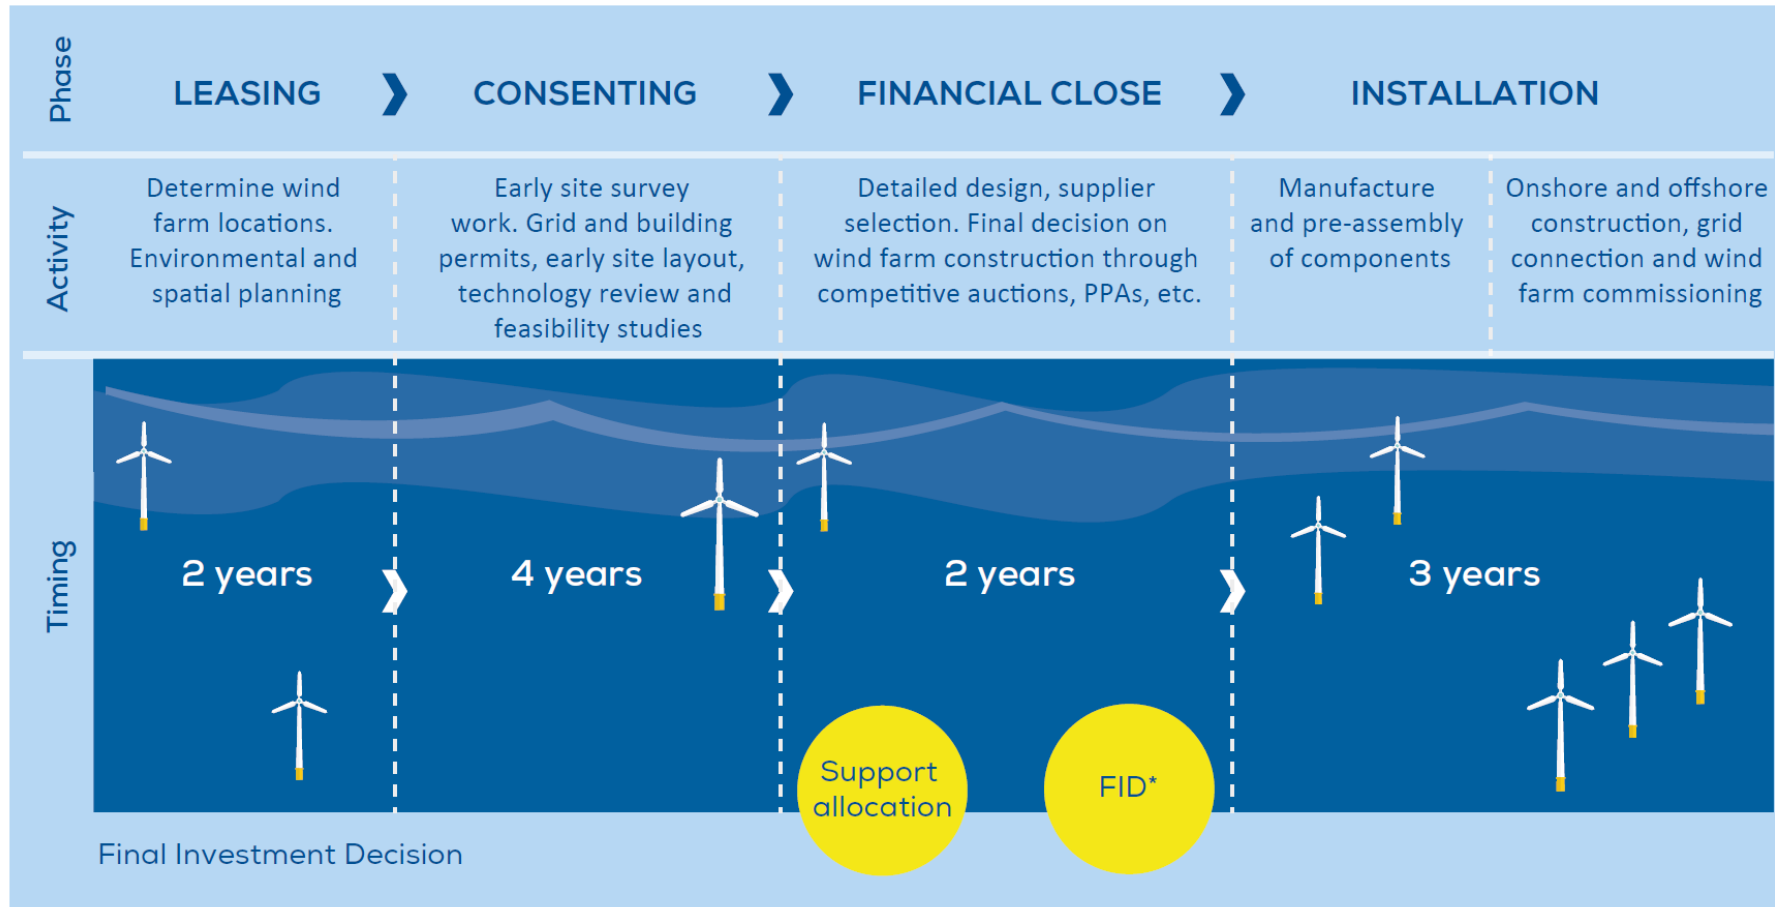 Phase
LEASING
CONSENTING
FINANCIAL CLOSE
INSTALLATION
Activity
Determine wind
farm locations.
Environmental and
spatial planning
Early site survey
work. Grid and building
permits, early site layout,
technology review and
feasibility studies
Detailed design, supplier
selection. Final decision on
wind farm construction through
competitive auctions, PPAs, etc.
Manufacture
and pre-assembly
of components
Onshore and offshore
construction, grid
connection and wind
farm commissioning
Timing
2 years
4 years
2 years
3 years
Support
allocation
FID*
Final Investment Decision